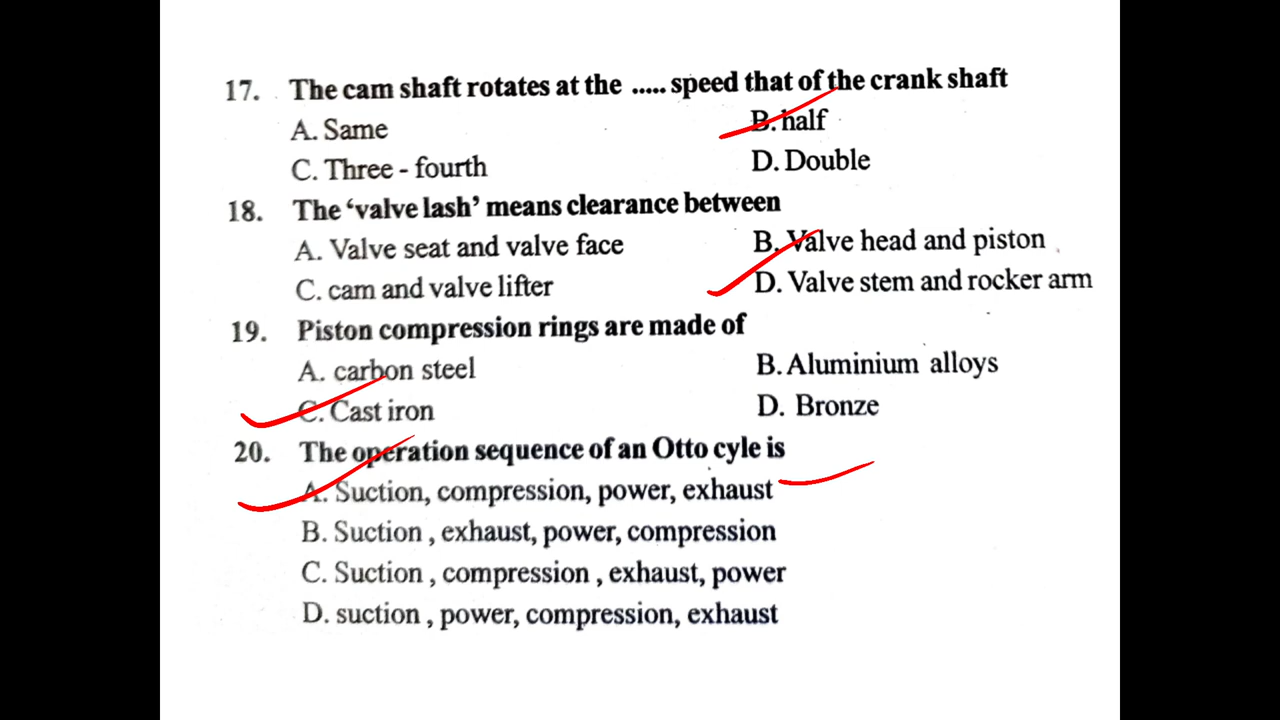 17. The cam shaft rotates at the ..... speed that of the crank shaft
A. Same B. half
C. Three - fourth D. Double
18. The ‘valve lash’ means clearance between
A. Valve seat and valve face B. Valve head and piston
C. cam and valve lifter D. Valve stem and rocker arm
19. Piston compression rings are made of
A. carbon steel B. Aluminium alloys
C. Cast iron D. Bronze
20. The operation sequence of an Otto cyle is
A. Suction, compression, power, exhaust
B. Suction , exhaust, power, compression
C. Suction , compression , exhaust, power
D. suction , power, compression, exhaust